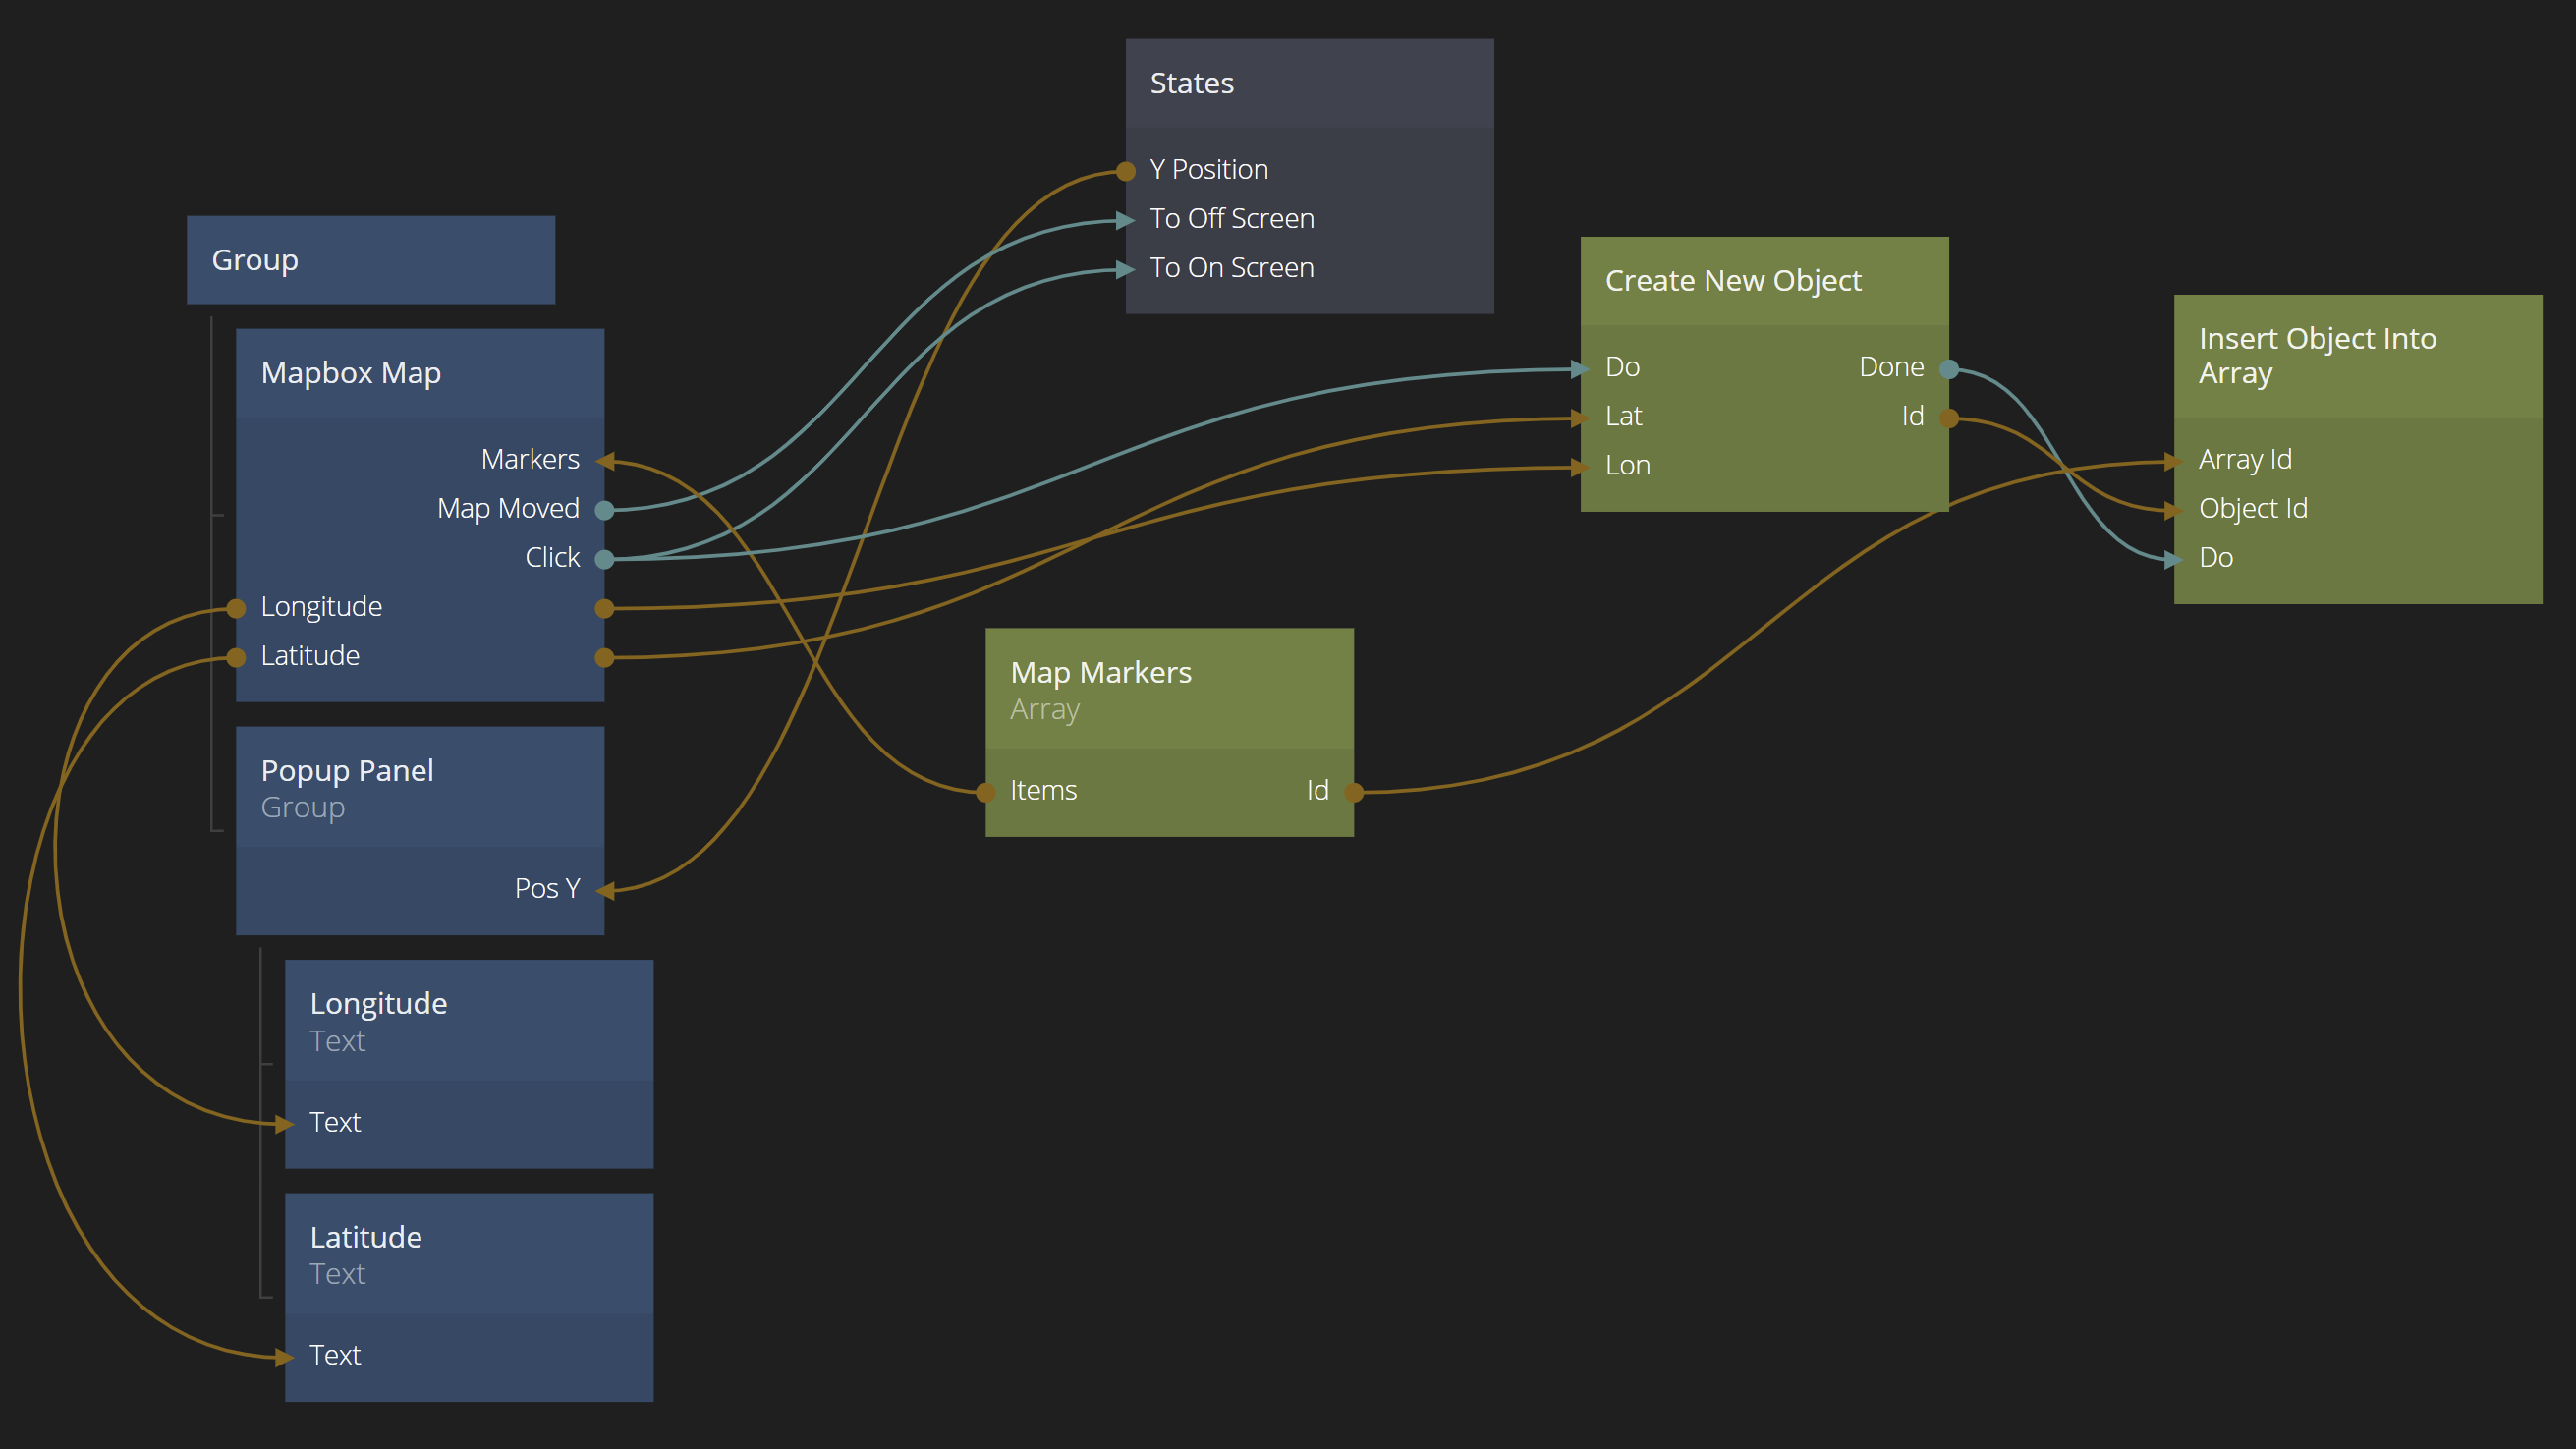 States
Y Position
To Off Screen
To On Screen
Group
Mapbox Map
Markers
Map Moved
Click
Longitude
Latitude
Popup Panel
Group
Pos Y
Longitude
Text
Text
Latitude
Text
Text
Map Markers
Array
Items Id
Create New Object
Do Done
Lat Id
Lon
Insert Object Into
Array
Array Id
Object Id
Do